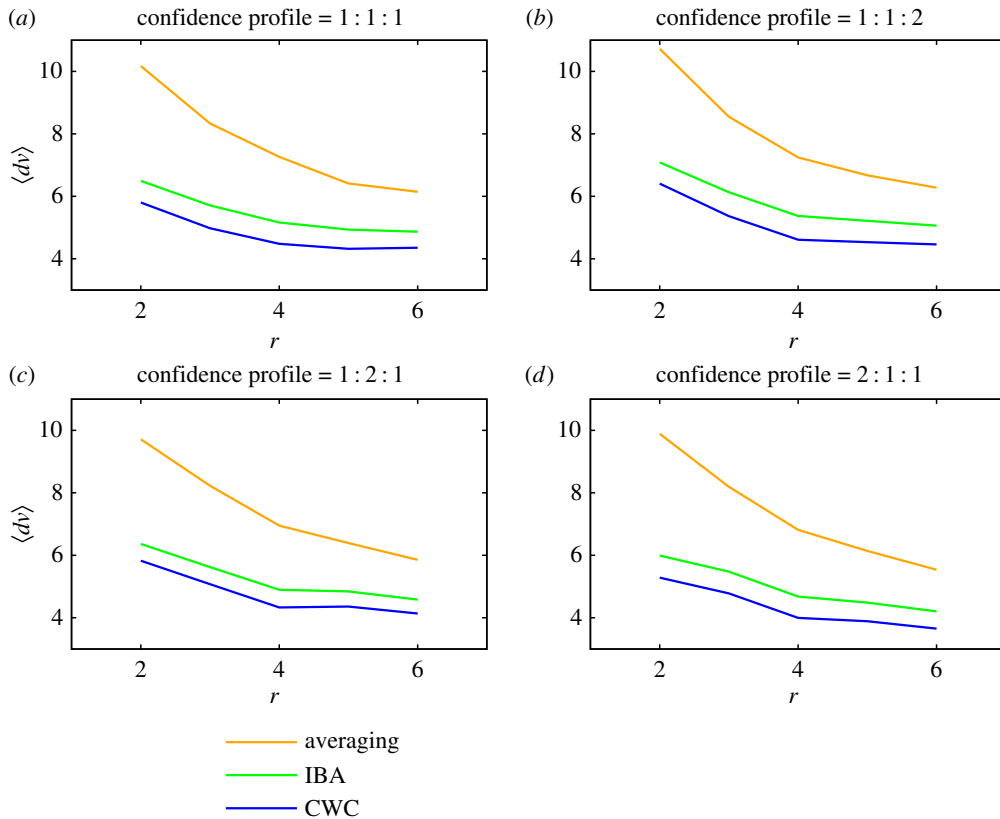 (a) confidence profile = 1 : 1 : 1
10
8
6
4
⟨dv⟩
2 4 6
r
(b) confidence profile = 1 : 1 : 2
10
8
6
4
2 4 6
r
(c) confidence profile = 1 : 2 : 1
10
8
6
4
⟨dv⟩
2 4 6
r
(d) confidence profile = 2 : 1 : 1
10
8
6
4
2 4 6
r
averaging
IBA
CWC